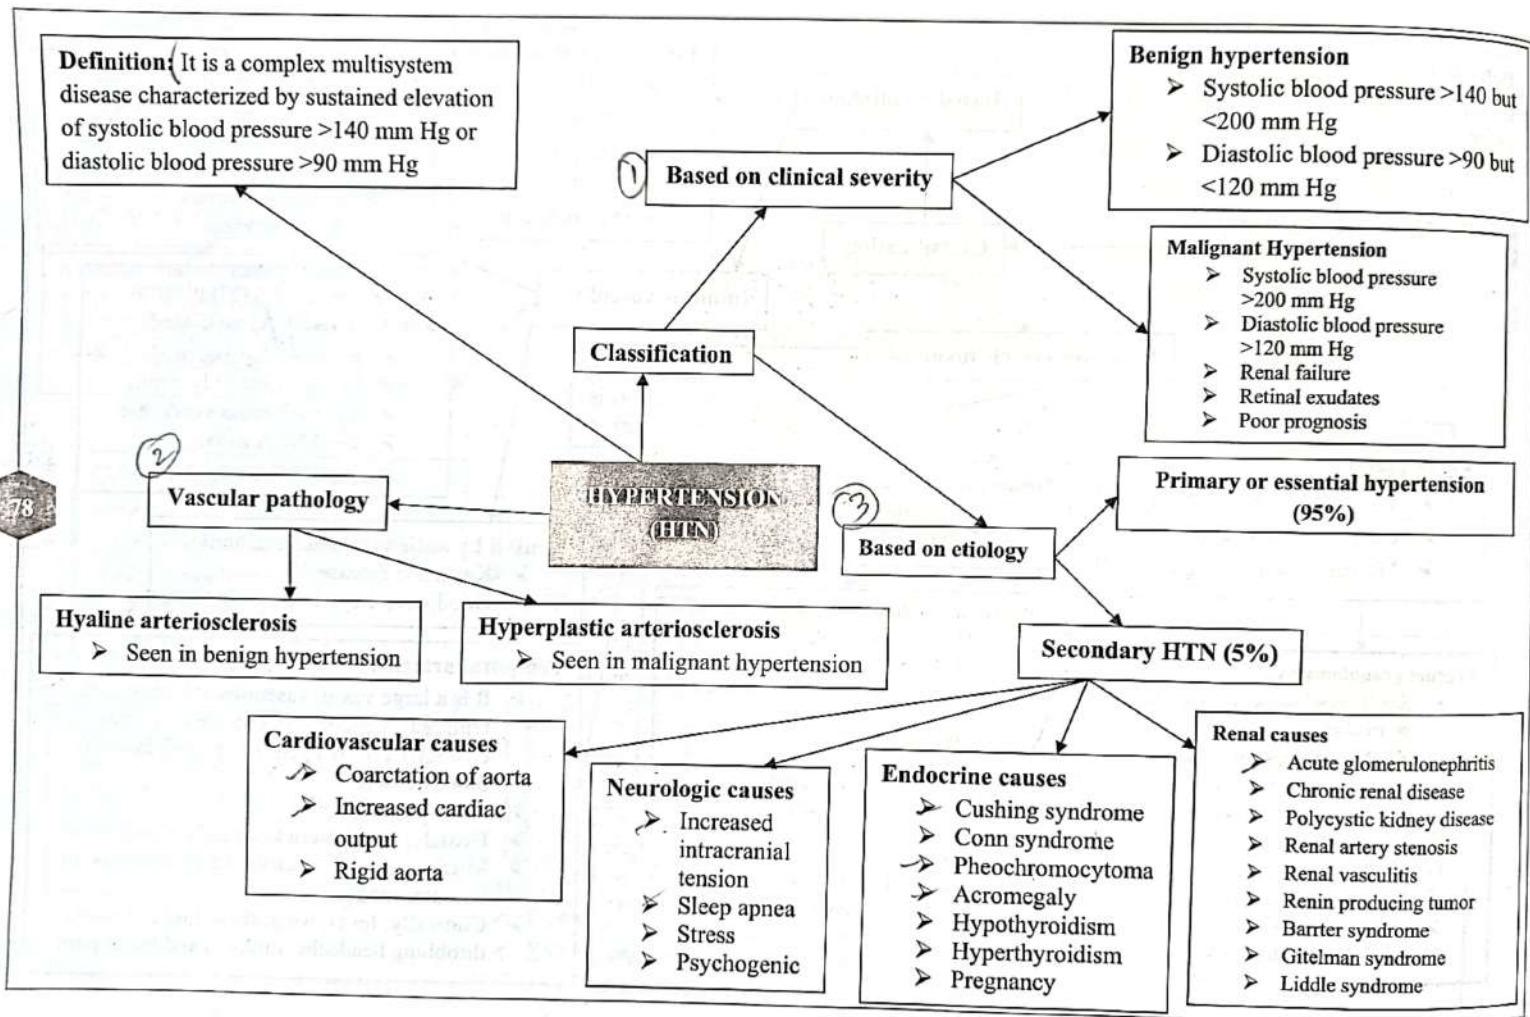 Definition: It is a complex multisystem
disease characterized by sustained elevation
of systolic blood pressure >140 mm Hg or
diastolic blood pressure >90 mm Hg
Benign hypertension
➢ Systolic blood pressure >140 but
<200 mm Hg
➢ Diastolic blood pressure >90 but
<120 mm Hg
1
Based on clinical severity
Malignant Hypertension
➢ Systolic blood pressure
>200 mm Hg
➢ Diastolic blood pressure
>120 mm Hg
➢ Renal failure
➢ Retinal exudates
➢ Poor prognosis
Classification
2
Vascular pathology
78
HYPERTENSION
(HTN)
3
Based on etiology
Primary or essential hypertension
(95%)
Hyaline arteriosclerosis
➢ Seen in benign hypertension
Hyperplastic arteriosclerosis
➢ Seen in malignant hypertension
Secondary HTN (5%)
Cardiovascular causes
➢ Coarctation of aorta
➢ Increased cardiac
output
➢ Rigid aorta
Neurologic causes
➢ Increased
intracranial
tension
➢ Sleep apnea
➢ Stress
➢ Psychogenic
Endocrine causes
➢ Cushing syndrome
➢ Conn syndrome
➢ Pheochromocytoma
➢ Acromegaly
➢ Hypothyroidism
➢ Hyperthyroidism
➢ Pregnancy
Renal causes
➢ Acute glomerulonephritis
➢ Chronic renal disease
➢ Polycystic kidney disease
➢ Renal artery stenosis
➢ Renal vasculitis
➢ Renin producing tumor
➢ Barrter syndrome
➢ Gitelman syndrome
➢ Liddle syndrome